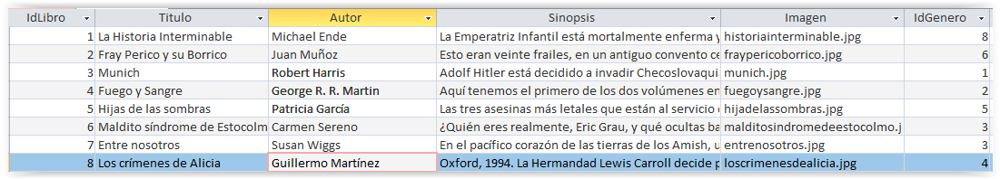 IdLibro Titulo Autor Sinopsis Imagen IdGenero
1 La Historia Interminable Michael Ende La Emperatriz Infantil está mortalmente enferma y historiainterminable.jpg 8
2 Fray Perico y su Borrico Juan Muñoz Esto eran veinte frailes, en un antiguo convento ce fraypericoborrico.jpg 6
3 Munich Robert Harris Adolf Hitler está decidido a invadir Checoslovaqui munich.jpg 1
4 Fuego y Sangre George R. R. Martin Aquí tenemos el primero de los dos volúmenes en fuegoysangre.jpg 2
5 Hijas de las sombras Patricia García Las tres asesinas más letales que están al servicio hijadelassombras.jpg 5
6 Maldito síndrome de Estocolm Carmen Sereno ¿Quién eres realmente, Eric Grau, y qué ocultas ba malditosindromedeestocolmo.j 3
7 Entre nosotros Susan Wiggs En el pacífico corazón de las tierras de los Amish, u entrenosotros.jpg 3
8 Los crímenes de Alicia Guillermo Martínez Oxford, 1994. La Hermandad Lewis Carroll decide p loscrimenesdealicia.jpg 4